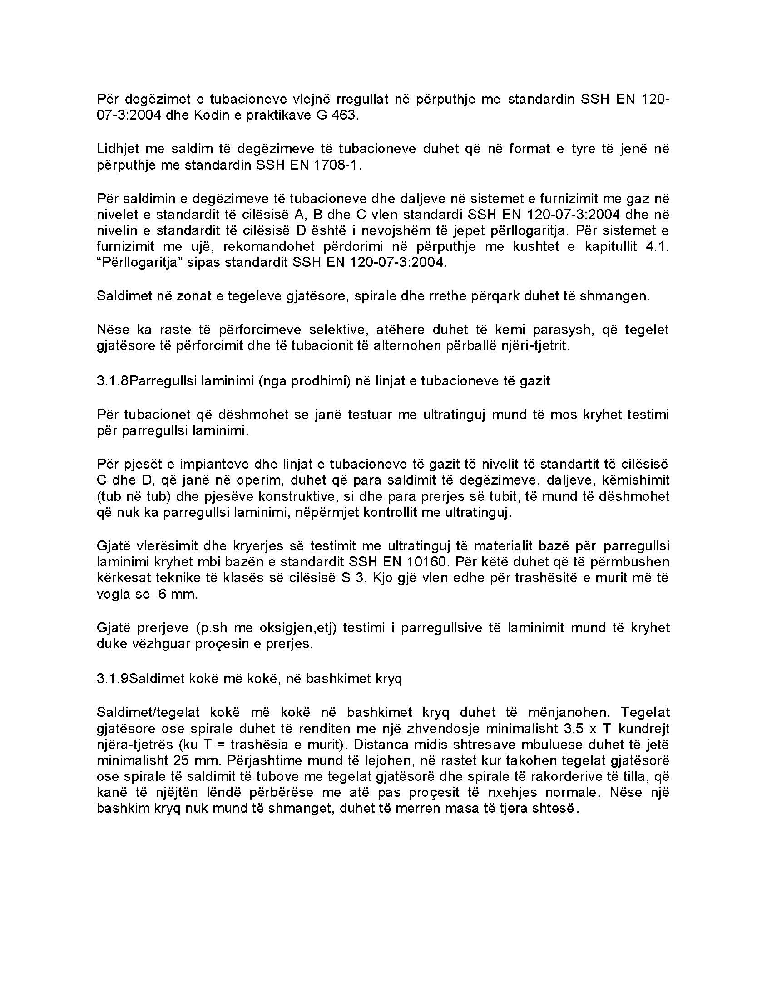 Për degëzimet e tubacioneve vlejnë rregullat në përputhje me standardin SSH EN 120-
07-3:2004 dhe Kodin e praktikave G 463.
Lidhjet me saldim të degëzimeve të tubacioneve duhet që në format e tyre të jenë në
përputhje me standardin SSH EN 1708-1.
Për saldimin e degëzimeve të tubacioneve dhe daljeve në sistemet e furnizimit me gaz në
nivelet e standardit të cilësisë A, B dhe C vlen standardi SSH EN 120-07-3:2004 dhe në
nivelin e standardit të cilësisë D është i nevojshëm të jepet përllogaritja. Për sistemet e
furnizimit me ujë, rekomandohet përdorimi në përputhje me kushtet e kapitullit 4.1.
“Përllogaritja” sipas standardit SSH EN 120-07-3:2004.
Saldimet në zonat e tegeleve gjatësore, spirale dhe rrethe përqark duhet të shmangen.
Nëse ka raste të përforcimeve selektive, atëhere duhet të kemi parasysh, që tegelet
gjatësore të përforcimit dhe të tubacionit të alternohen përballë njëri-tjetrit.
3.1.8Parregullsi laminimi (nga prodhimi) në linjat e tubacioneve të gazit
Për tubacionet që dëshmohet se janë testuar me ultratinguj mund të mos kryhet testimi
për parregullsi laminimi.
Për pjesët e impianteve dhe linjat e tubacioneve të gazit të nivelit të standartit të cilësisë
C dhe D, që janë në operim, duhet që para saldimit të degëzimeve, daljeve, këmishimit
(tub në tub) dhe pjesëve konstruktive, si dhe para prerjes së tubit, të mund të dëshmohet
që nuk ka parregullsi laminimi, nëpërmjet kontrollit me ultratinguj.
Gjatë vlerësimit dhe kryerjes së testimit me ultratinguj të materialit bazë për parregullsi
laminimi kryhet mbi bazën e standardit SSH EN 10160. Për këtë duhet që të përmbushen
kërkesat teknike të klasës së cilësisë S 3. Kjo gjë vlen edhe për trashësitë e murit më të
vogla se  6 mm.
Gjatë prerjeve (p.sh me oksigjen,etj) testimi i parregullsive të laminimit mund të kryhet
duke vëzhguar proçesin e prerjes.
3.1.9Saldimet kokë më kokë, në bashkimet kryq
Saldimet/tegelat kokë më kokë në bashkimet kryq duhet të mënjanohen. Tegelat
gjatësore ose spirale duhet të renditen me një zhvendosje minimalisht 3,5 x T kundrejt
njëra-tjetrës (ku T = trashësia e murit). Distanca midis shtresave mbuluese duhet të jetë
minimalisht 25 mm. Përjashtime mund të lejohen, në rastet kur takohen tegelat gjatësorë
ose spirale të saldimit të tubove me tegelat gjatësorë dhe spirale të rakorderive të tilla, që
kanë të njëjtën lëndë përbërëse me atë pas proçesit të nxehjes normale. Nëse një
bashkim kryq nuk mund të shmanget, duhet të merren masa të tjera shtesë.